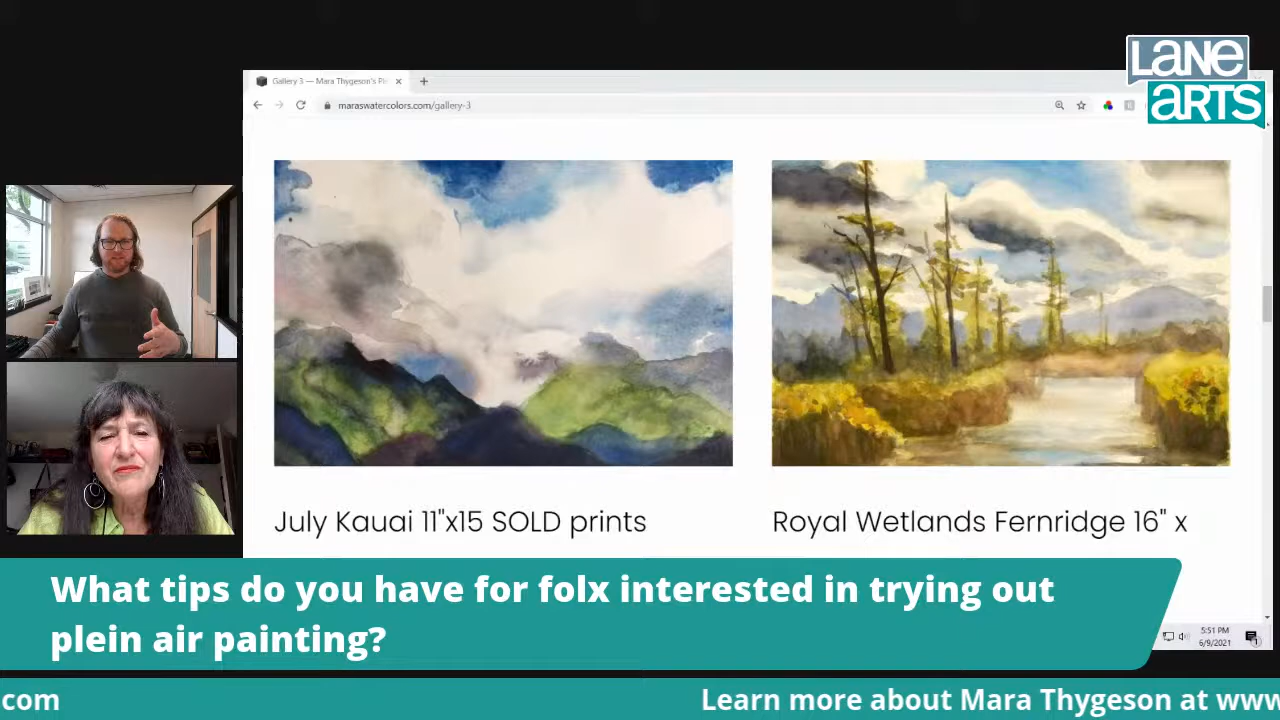 LANE
ARTS
Gallery 3 — Mara Thygeson's Ple
maraswatercolors.com/gallery-3
July Kauai 11"x15 SOLD prints
Royal Wetlands Fernridge 16" x
What tips do you have for folx interested in trying out
plein air painting?
5:51 PM
6/9/2021
com
Learn more about Mara Thygeson at www